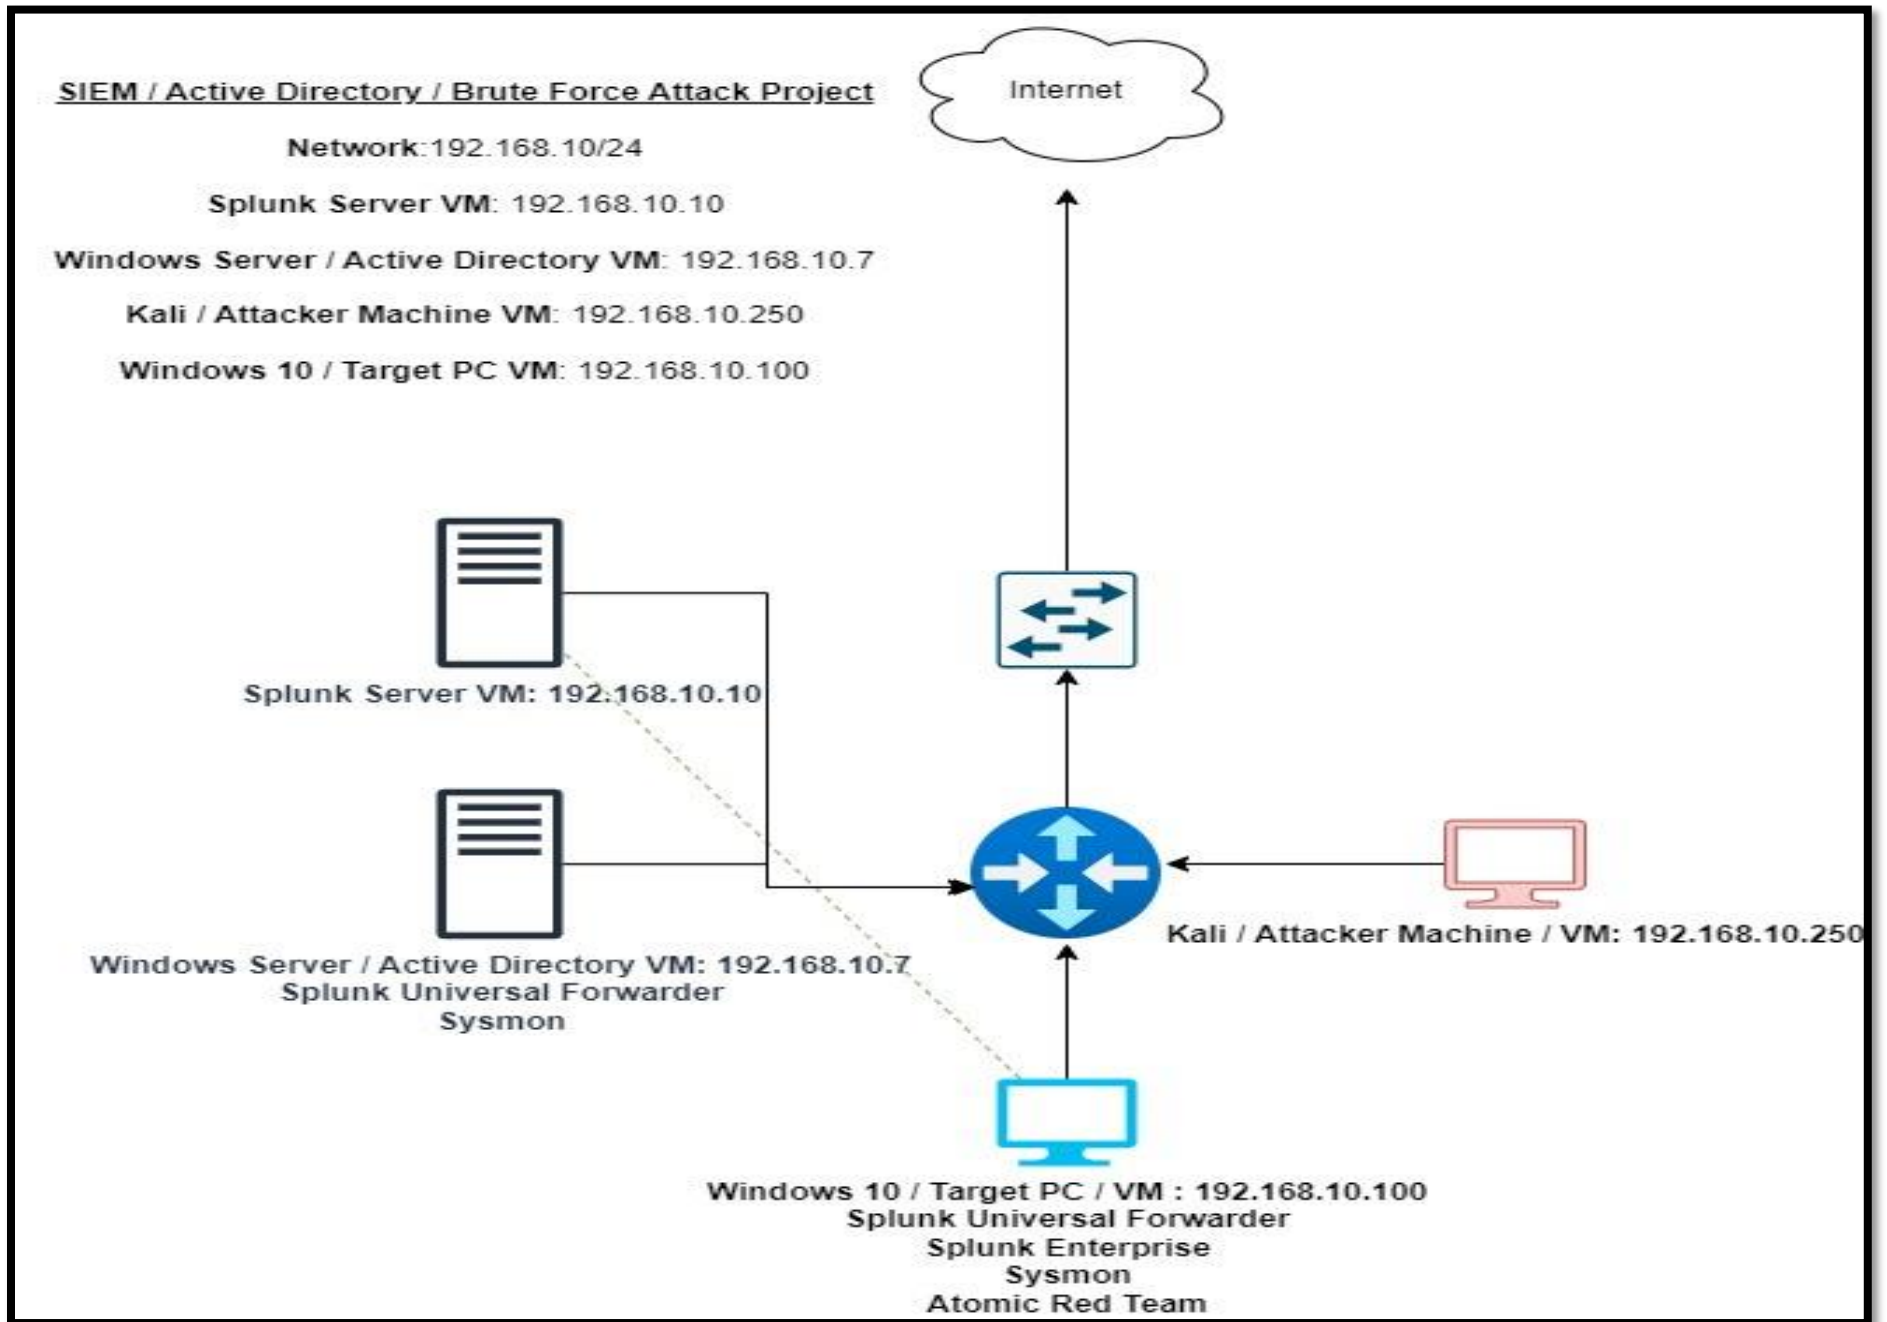 SIEM / Active Directory / Brute Force Attack Project
Network:192.168.10/24
Splunk Server VM: 192.168.10.10
Windows Server / Active Directory VM: 192.168.10.7
Kali / Attacker Machine VM: 192.168.10.250
Windows 10 / Target PC VM: 192.168.10.100
Internet
Splunk Server VM: 192.168.10.10
Windows Server / Active Directory VM: 192.168.10.7
Splunk Universal Forwarder
Sysmon
Kali / Attacker Machine / VM: 192.168.10.250
Windows 10 / Target PC / VM : 192.168.10.100
Splunk Universal Forwarder
Splunk Enterprise
Sysmon
Atomic Red Team